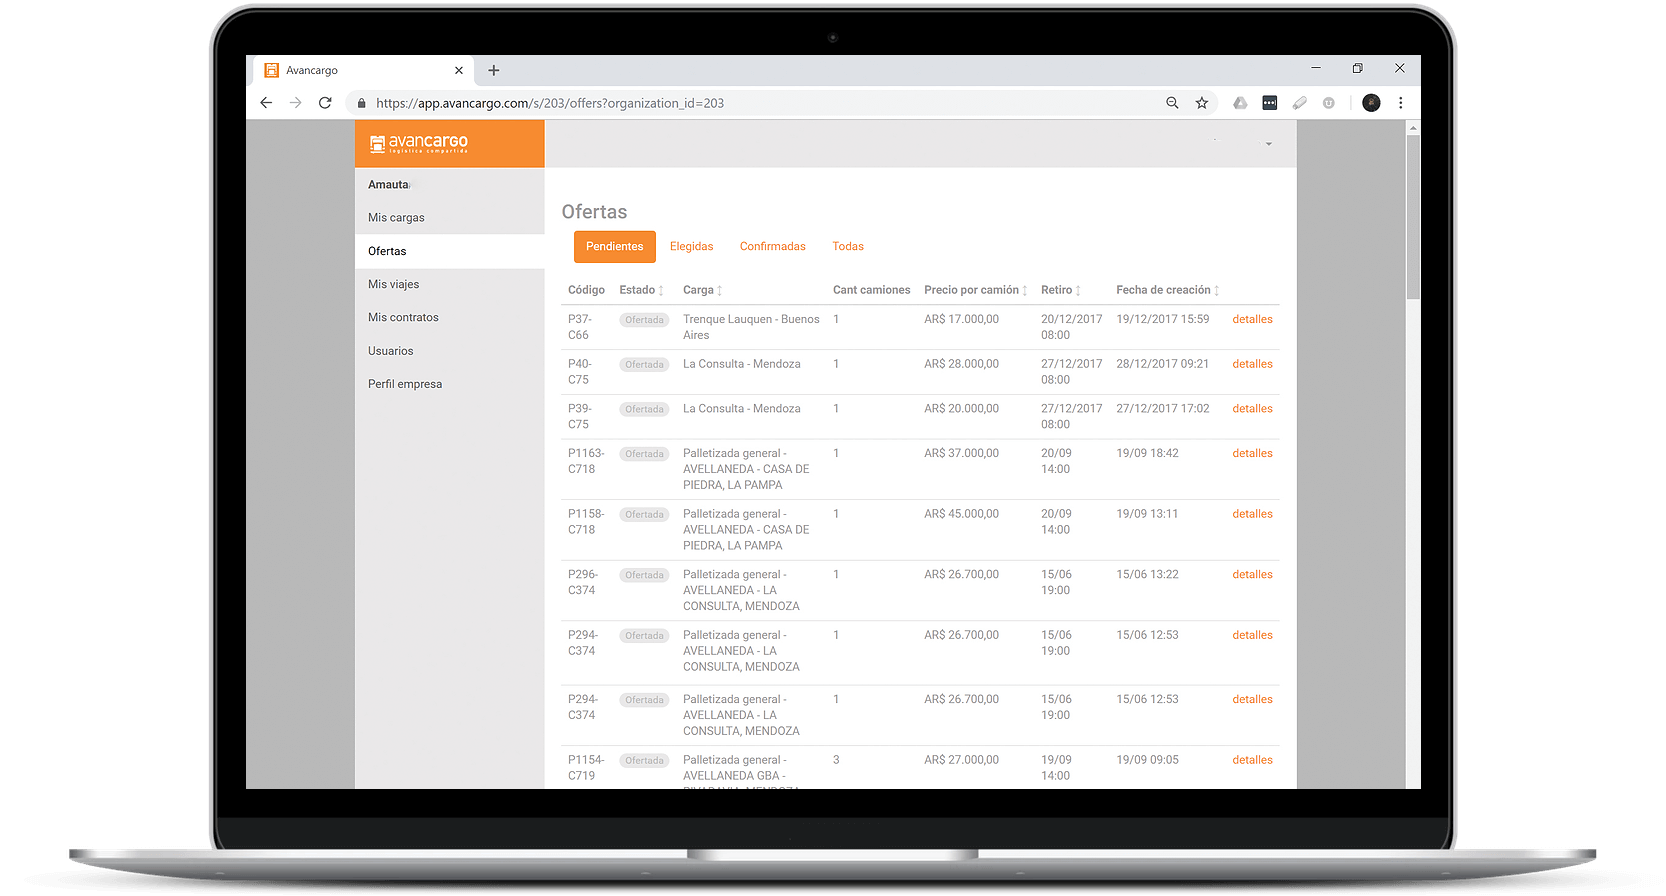 Avancargo
https://app.avancargo.com/s/203/offers?organization_id=203
avancargo
logística compartida
Amauta
Mis cargas
Ofertas
Mis viajes
Mis contratos
Usuarios
Perfil empresa
Ofertas
Pendientes Elegidas Confirmadas Todas
Código Estado Carga Cant camiones Precio por camión Retiro Fecha de creación
P37- Ofertada Trenque Lauquen - Buenos 1 AR$ 17.000,00 20/12/2017 19/12/2017 15:59 detalles
C66 Aires 08:00
P40- Ofertada La Consulta - Mendoza 1 AR$ 28.000,00 27/12/2017 28/12/2017 09:21 detalles
C75 08:00
P39- Ofertada La Consulta - Mendoza 1 AR$ 20.000,00 27/12/2017 27/12/2017 17:02 detalles
C75 08:00
P1163- Ofertada Palletizada general - 1 AR$ 37.000,00 20/09 19/09 18:42 detalles
C718 AVELLANEDA - CASA DE 14:00
PIEDRA, LA PAMPA
P1158- Ofertada Palletizada general - 1 AR$ 45.000,00 20/09 19/09 13:11 detalles
C718 AVELLANEDA - CASA DE 14:00
PIEDRA, LA PAMPA
P296- Ofertada Palletizada general - 1 AR$ 26.700,00 15/06 15/06 13:22 detalles
C374 AVELLANEDA - LA 19:00
CONSULTA, MENDOZA
P294- Ofertada Palletizada general - 1 AR$ 26.700,00 15/06 15/06 12:53 detalles
C374 AVELLANEDA - LA 19:00
CONSULTA, MENDOZA
P294- Ofertada Palletizada general - 1 AR$ 26.700,00 15/06 15/06 12:53 detalles
C374 AVELLANEDA - LA 19:00
CONSULTA, MENDOZA
P1154- Ofertada Palletizada general - 3 AR$ 27.000,00 19/09 19/09 09:05 detalles
C719 AVELLANEDA GBA - 14:00